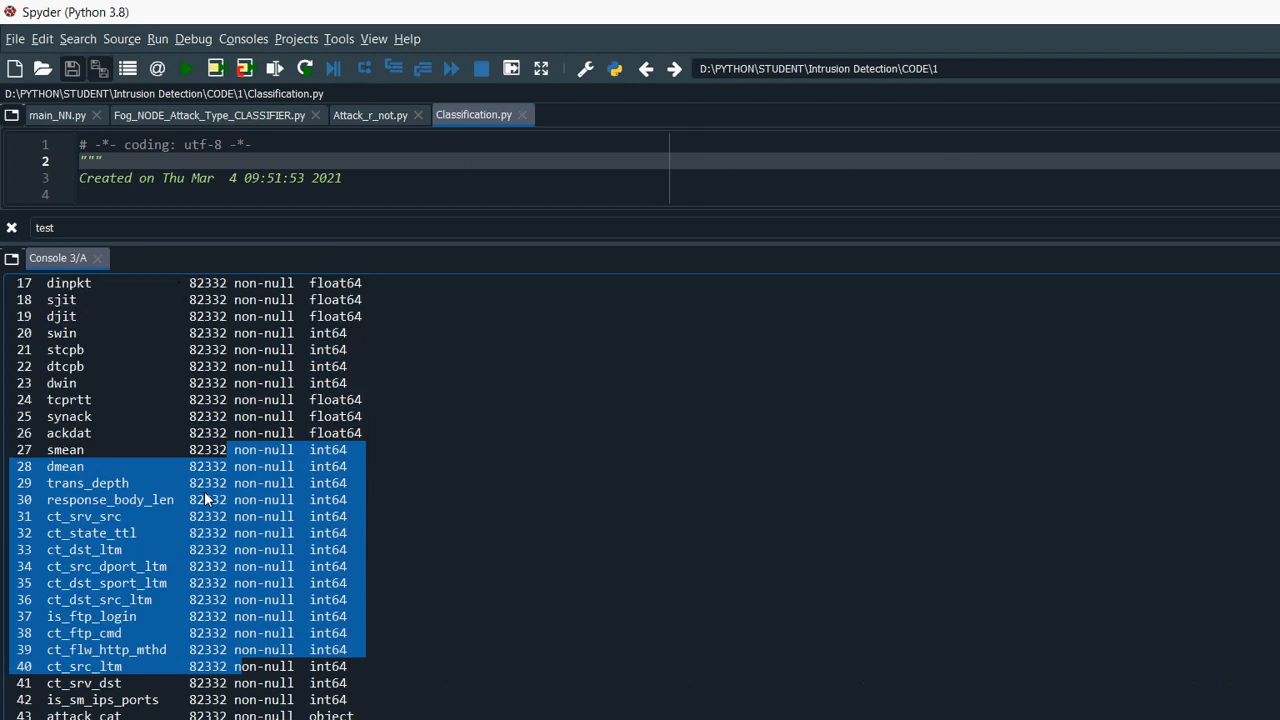 Spyder (Python 3.8)
File Edit Search Source Run Debug Consoles Projects Tools View Help
D:\PYTHON\STUDENT\Intrusion Detection\CODE\1
D:\PYTHON\STUDENT\Intrusion Detection\CODE\1\Classification.py
main_NN.py Fog_NODE_Attack_Type_CLASSIFIER.py Attack_r_not.py Classification.py
1 # -*- coding: utf-8 -*-
2 """
3 Created on Thu Mar  4 09:51:53 2021
4
test
Console 3/A
17 dinpkt 82332 non-null float64
18 sjit 82332 non-null float64
19 djit 82332 non-null float64
20 swin 82332 non-null int64
21 stcpb 82332 non-null int64
22 dtcpb 82332 non-null int64
23 dwin 82332 non-null int64
24 tcprtt 82332 non-null float64
25 synack 82332 non-null float64
26 ackdat 82332 non-null float64
27 smean 82332 non-null int64
28 dmean 82332 non-null int64
29 trans_depth 82332 non-null int64
30 response_body_len 82332 non-null int64
31 ct_srv_src 82332 non-null int64
32 ct_state_ttl 82332 non-null int64
33 ct_dst_ltm 82332 non-null int64
34 ct_src_dport_ltm 82332 non-null int64
35 ct_dst_sport_ltm 82332 non-null int64
36 ct_dst_src_ltm 82332 non-null int64
37 is_ftp_login 82332 non-null int64
38 ct_ftp_cmd 82332 non-null int64
39 ct_flw_http_mthd 82332 non-null int64
40 ct_src_ltm 82332 non-null int64
41 ct_srv_dst 82332 non-null int64
42 is_sm_ips_ports 82332 non-null int64
43 attack_cat 82332 non-null object